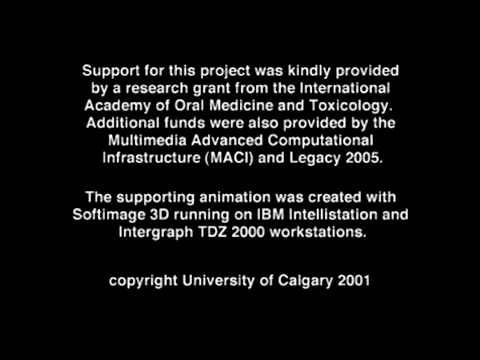 Support for this project was kindly provided
by a research grant from the International
Academy of Oral Medicine and Toxicology.
Additional funds were also provided by the
Multimedia Advanced Computational
Infrastructure (MACI) and Legacy 2005.
The supporting animation was created with
Softimage 3D running on IBM Intellistation and
Intergraph TDZ 2000 workstations.
copyright University of Calgary 2001